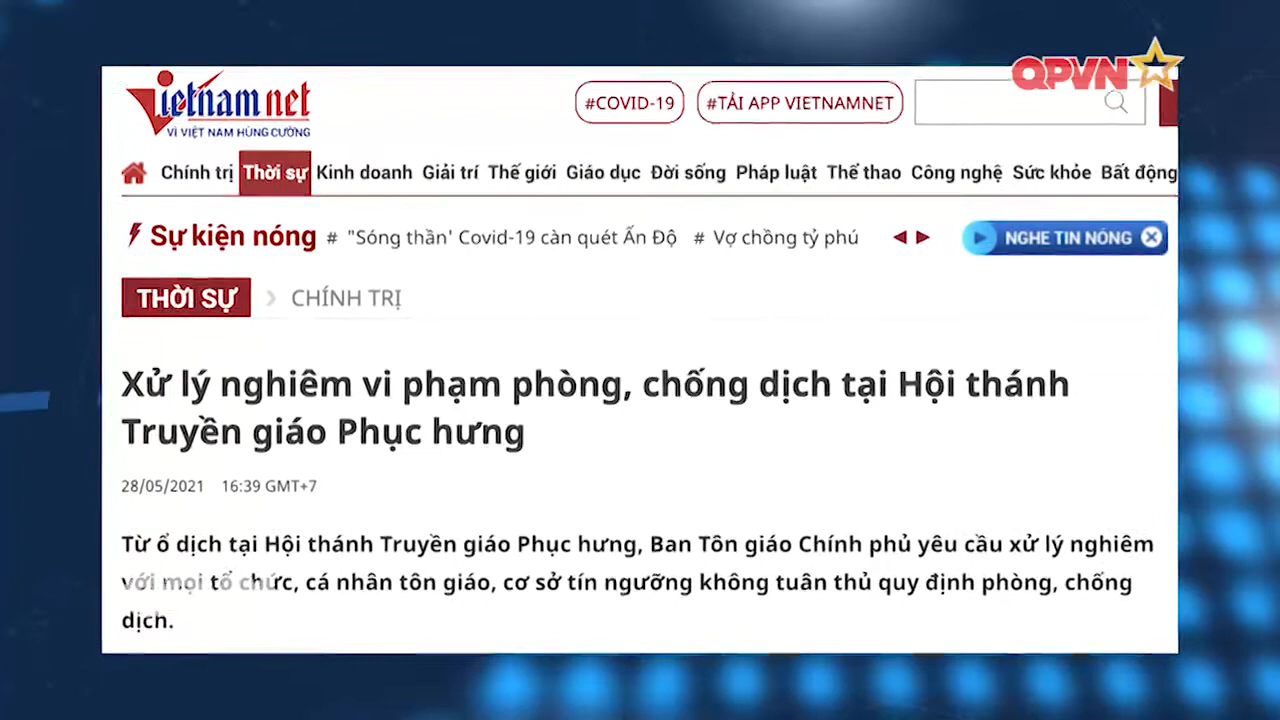 QPVN
Vietnam net
VÌ VIỆT NAM HÙNG CƯỜNG
#COVID-19
#TẢI APP VIETNAMNET
Chính trị Thời sự Kinh doanh Giải trí Thế giới Giáo dục Đời sống Pháp luật Thể thao Công nghệ Sức khỏe Bất động
Sự kiện nóng # "Sóng thần' Covid-19 càn quét Ấn Độ # Vợ chồng tỷ phú
NGHE TIN NÓNG
THỜI SỰ > CHÍNH TRỊ
Xử lý nghiêm vi phạm phòng, chống dịch tại Hội thánh
Truyền giáo Phục hưng
28/05/2021 16:39 GMT+7
Từ ổ dịch tại Hội thánh Truyền giáo Phục hưng, Ban Tôn giáo Chính phủ yêu cầu xử lý nghiêm
với mọi tổ chức, cá nhân tôn giáo, cơ sở tín ngưỡng không tuân thủ quy định phòng, chống
dịch.